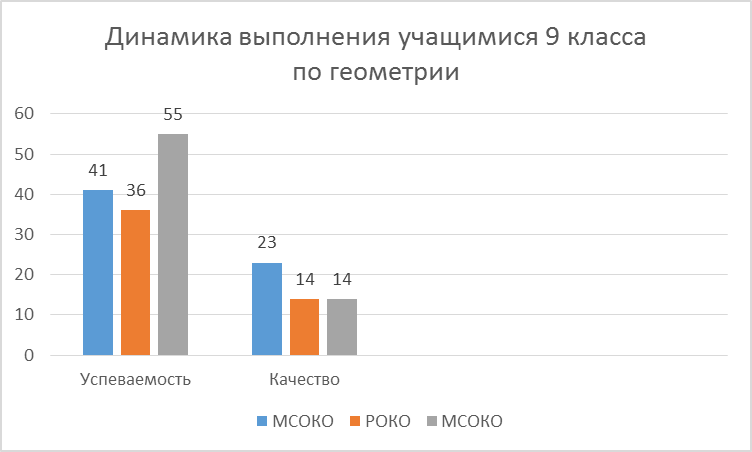 Динамика выполнения учащимися 9 класса
по геометрии
60
50
40
30
20
10
0
41
36
55
23
14
14
Успеваемость
Качество
МСОКО
РОКО
МСОКО